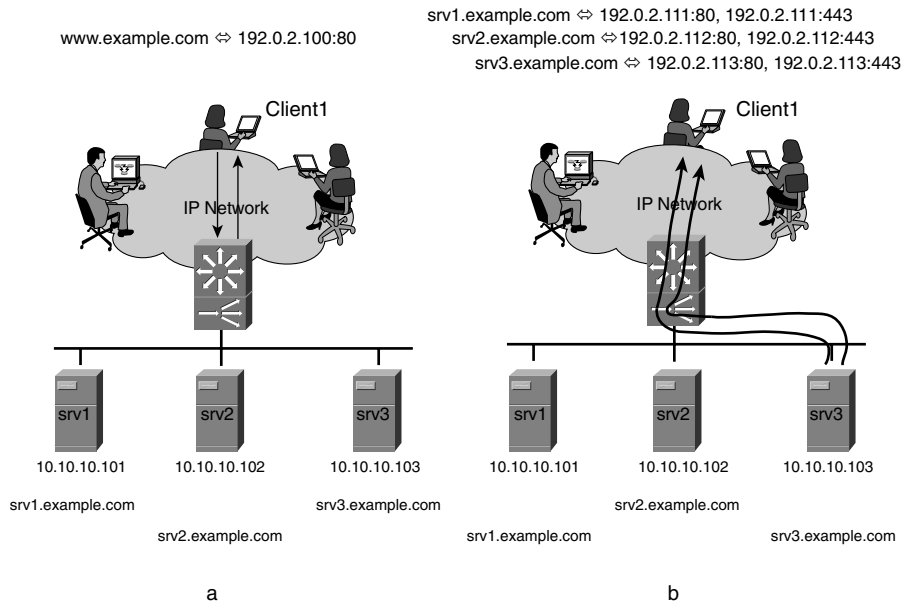 www.example.com ⇔ 192.0.2.100:80
srv1.example.com ⇔ 192.0.2.111:80, 192.0.2.111:443
srv2.example.com ⇔192.0.2.112:80, 192.0.2.112:443
srv3.example.com ⇔ 192.0.2.113:80, 192.0.2.113:443
Client1
IP Network
srv1
srv2
srv3
10.10.10.101
10.10.10.102
10.10.10.103
srv1.example.com
srv3.example.com
srv2.example.com
a
Client1
IP Network
srv1
srv2
srv3
10.10.10.101
10.10.10.102
10.10.10.103
srv2.example.com
srv1.example.com
srv3.example.com
b